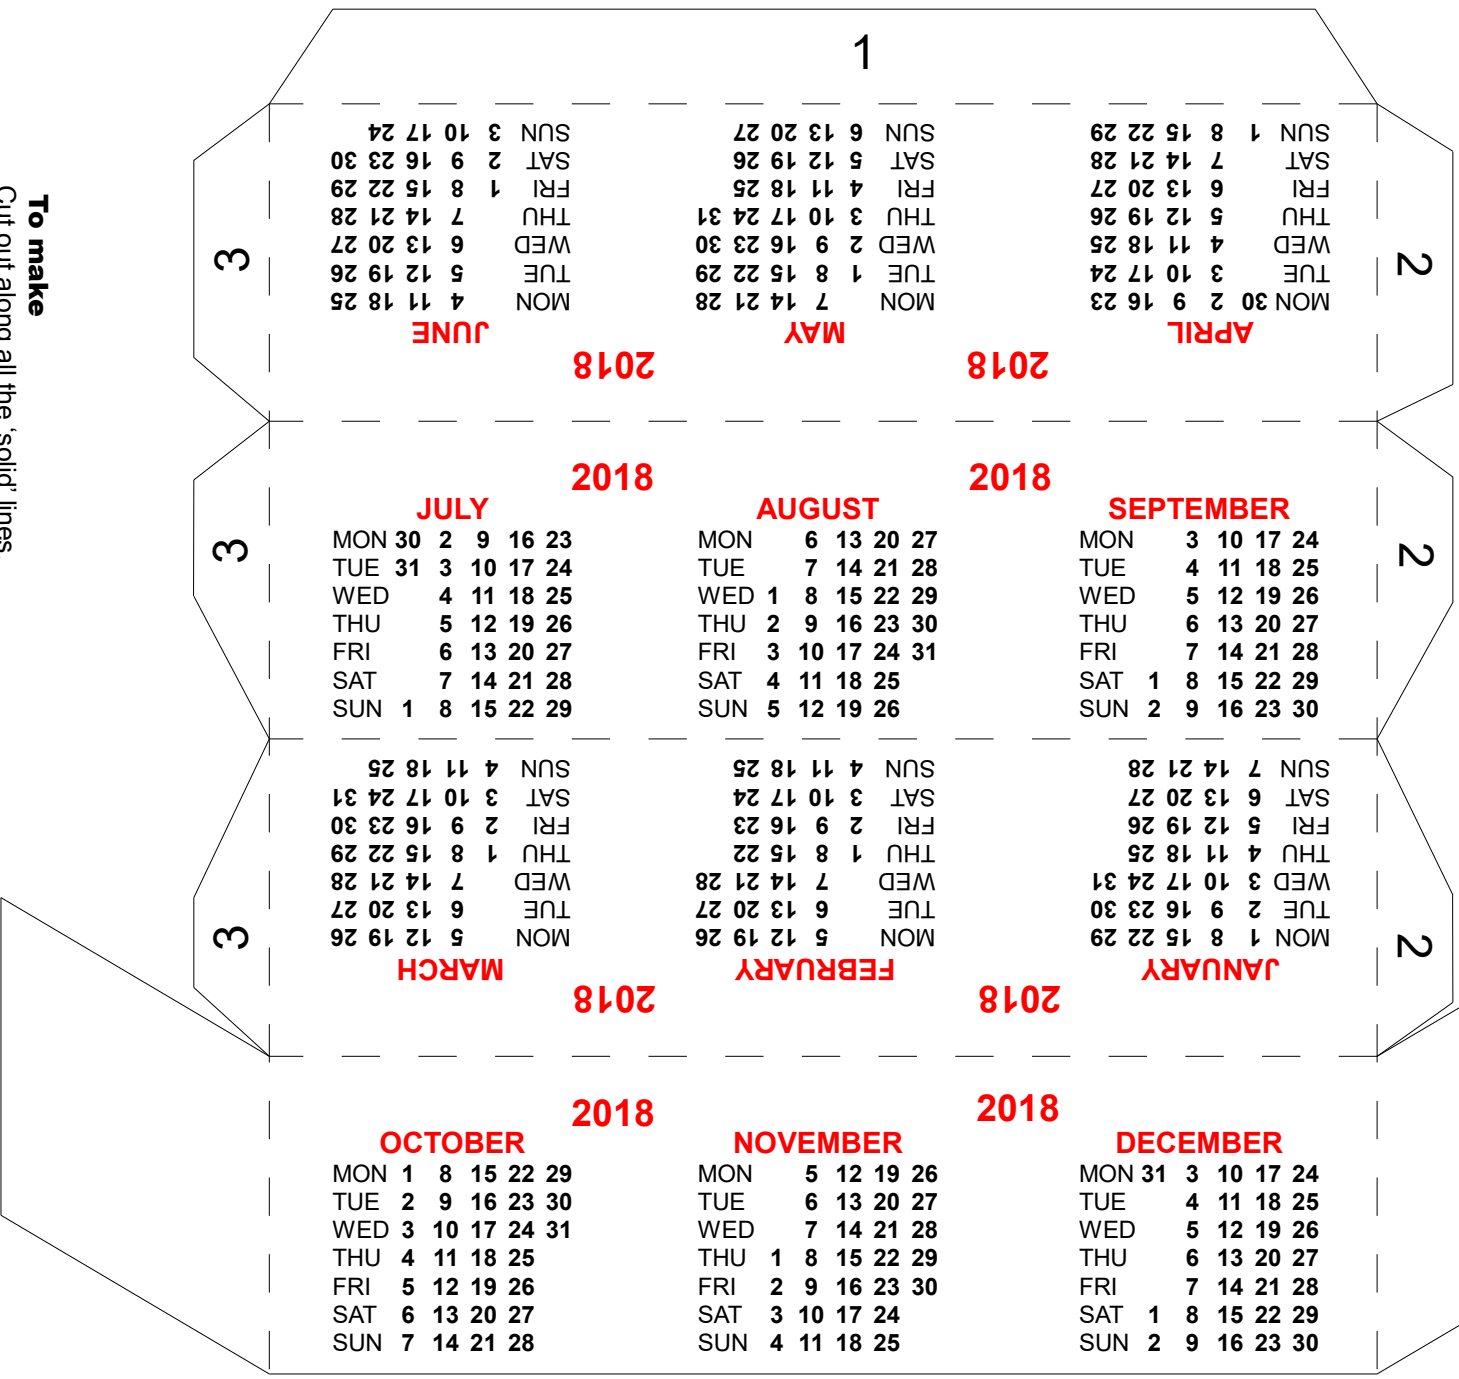 To make
Cut out along all the ‘solid’ lines
1
3
2
2018
2018
APRIL
MON 30 2 9 16 23
TUE 3 10 17 24
WED 4 11 18 25
THU 5 12 19 26
FRI 6 13 20 27
SAT 7 14 21 28
SUN 1 8 15 22 29
MAY
MON 7 14 21 28
TUE 1 8 15 22 29
WED 2 9 16 23 30
THU 3 10 17 24 31
FRI 4 11 18 25
SAT 5 12 19 26
SUN 6 13 20 27
JUNE
MON 4 11 18 25
TUE 5 12 19 26
WED 6 13 20 27
THU 7 14 21 28
FRI 1 8 15 22 29
SAT 2 9 16 23 30
SUN 3 10 17 24
3
2
2018
2018
JULY
MON 30 2 9 16 23
TUE 31 3 10 17 24
WED 4 11 18 25
THU 5 12 19 26
FRI 6 13 20 27
SAT 7 14 21 28
SUN 1 8 15 22 29
AUGUST
MON 6 13 20 27
TUE 7 14 21 28
WED 1 8 15 22 29
THU 2 9 16 23 30
FRI 3 10 17 24 31
SAT 4 11 18 25
SUN 5 12 19 26
SEPTEMBER
MON 3 10 17 24
TUE 4 11 18 25
WED 5 12 19 26
THU 6 13 20 27
FRI 7 14 21 28
SAT 1 8 15 22 29
SUN 2 9 16 23 30
3
2
2018
2018
JANUARY
MON 1 8 15 22 29
TUE 2 9 16 23 30
WED 3 10 17 24 31
THU 4 11 18 25
FRI 5 12 19 26
SAT 6 13 20 27
SUN 7 14 21 28
FEBRUARY
MON 5 12 19 26
TUE 6 13 20 27
WED 7 14 21 28
THU 1 8 15 22
FRI 2 9 16 23
SAT 3 10 17 24
SUN 4 11 18 25
MARCH
MON 5 12 19 26
TUE 6 13 20 27
WED 7 14 21 28
THU 1 8 15 22 29
FRI 2 9 16 23 30
SAT 3 10 17 24 31
SUN 4 11 18 25
2018
2018
OCTOBER
MON 1 8 15 22 29
TUE 2 9 16 23 30
WED 3 10 17 24 31
THU 4 11 18 25
FRI 5 12 19 26
SAT 6 13 20 27
SUN 7 14 21 28
NOVEMBER
MON 5 12 19 26
TUE 6 13 20 27
WED 7 14 21 28
THU 1 8 15 22 29
FRI 2 9 16 23 30
SAT 3 10 17 24
SUN 4 11 18 25
DECEMBER
MON 31 3 10 17 24
TUE 4 11 18 25
WED 5 12 19 26
THU 6 13 20 27
FRI 7 14 21 28
SAT 1 8 15 22 29
SUN 2 9 16 23 30